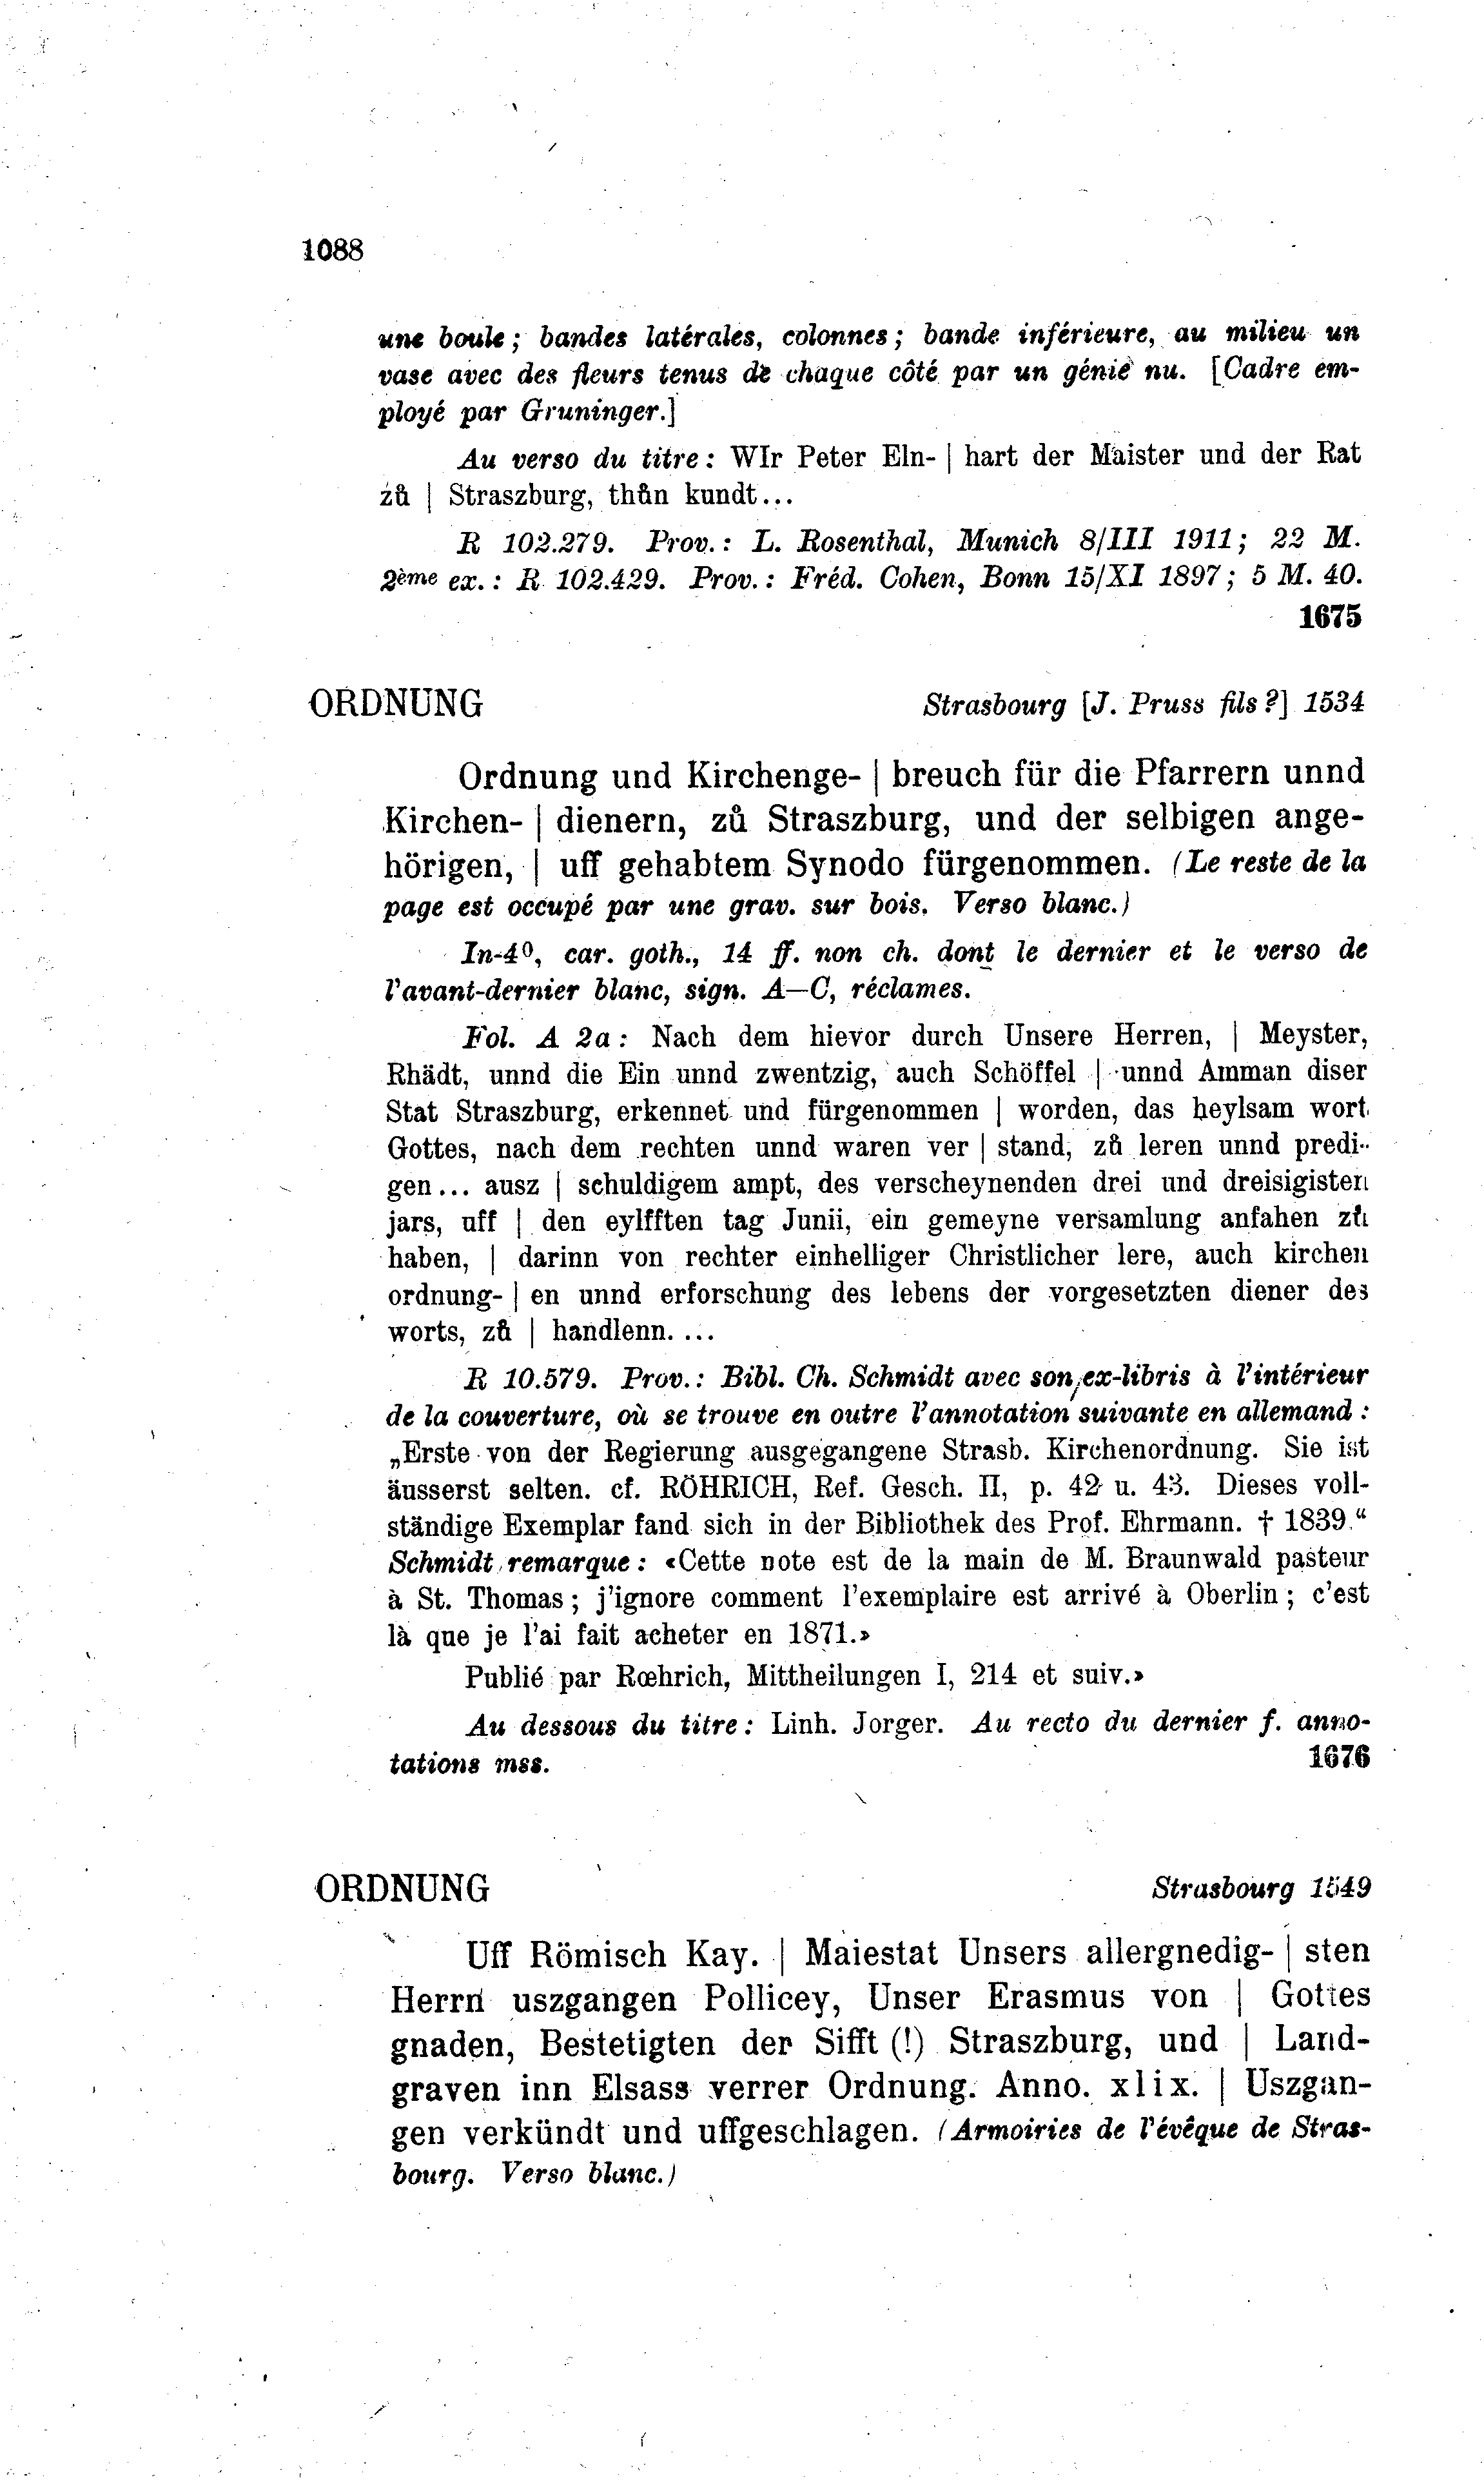 1088
une boule; bandes latérales, colonnes; bande inférieure, au milieu un
vase avec des fleurs tenus de chaque côté par un génie nu. [Cadre em-
ployé par Gruninger.]
Au verso du titre: WIr Peter Eln- | hart der Maister und der Rat
zů | Straszburg, thůn kundt...
R 102.279. Prov.: L. Rosenthal, Munich 8/III 1911; 22 M.
2ème ex.: R 102.429. Prov.: Fréd. Cohen, Bonn 15/XI 1897; 5 M. 40.
1675
ORDNUNG Strasbourg [J. Pruss fils?] 1534
Ordnung und Kirchenge- | breuch für die Pfarrern unnd
Kirchen- | dienern, zů Straszburg, und der selbigen ange-
hörigen, | uff gehabtem Synodo fürgenommen. (Le reste de la
page est occupé par une grav. sur bois. Verso blanc.)
In-4º, car. goth., 14 ff. non ch. dont le dernier et le verso de
l'avant-dernier blanc, sign. A—C, réclames.
Fol. A 2a: Nach dem hievor durch Unsere Herren, | Meyster,
Rhädt, unnd die Ein unnd zwentzig, auch Schöffel | unnd Amman diser
Stat Straszburg, erkennet und fürgenommen | worden, das heylsam wort
Gottes, nach dem rechten unnd waren ver | stand, zů leren unnd predi-
gen... ausz | schuldigem ampt, des verscheynenden drei und dreisigisten
jars, uff | den eylfften tag Junii, ein gemeyne versamlung anfahen zů
haben, | darinn von rechter einhelliger Christlicher lere, auch kirchen
ordnung- | en unnd erforschung des lebens der vorgesetzten diener des
worts, zů | handlenn. ...
R 10.579. Prov.: Bibl. Ch. Schmidt avec son ex-libris à l'intérieur
de la couverture, où se trouve en outre l'annotation suivante en allemand:
„Erste von der Regierung ausgegangene Strasb. Kirchenordnung. Sie ist
äusserst selten. cf. RÖHRICH, Ref. Gesch. II, p. 42 u. 43. Dieses voll-
ständige Exemplar fand sich in der Bibliothek des Prof. Ehrmann. † 1839.“
Schmidt remarque: «Cette note est de la main de M. Braunwald pasteur
à St. Thomas; j'ignore comment l'exemplaire est arrivé à Oberlin; c'est
là que je l'ai fait acheter en 1871.»
Publié par Rœhrich, Mittheilungen I, 214 et suiv.»
Au dessous du titre: Linh. Jorger. Au recto du dernier f. anno-
tations mss. 1676
ORDNUNG Strasbourg 1549
Uff Römisch Kay. | Maiestat Unsers allergnedig- | sten
Herrn uszgangen Pollicey, Unser Erasmus von | Gottes
gnaden, Bestetigten der Sifft (!) Straszburg, und | Land-
graven inn Elsass verrer Ordnung. Anno. xlix. | Uszgan-
gen verkündt und uffgeschlagen. (Armoiries de l'évêque de Stras-
bourg. Verso blanc.)